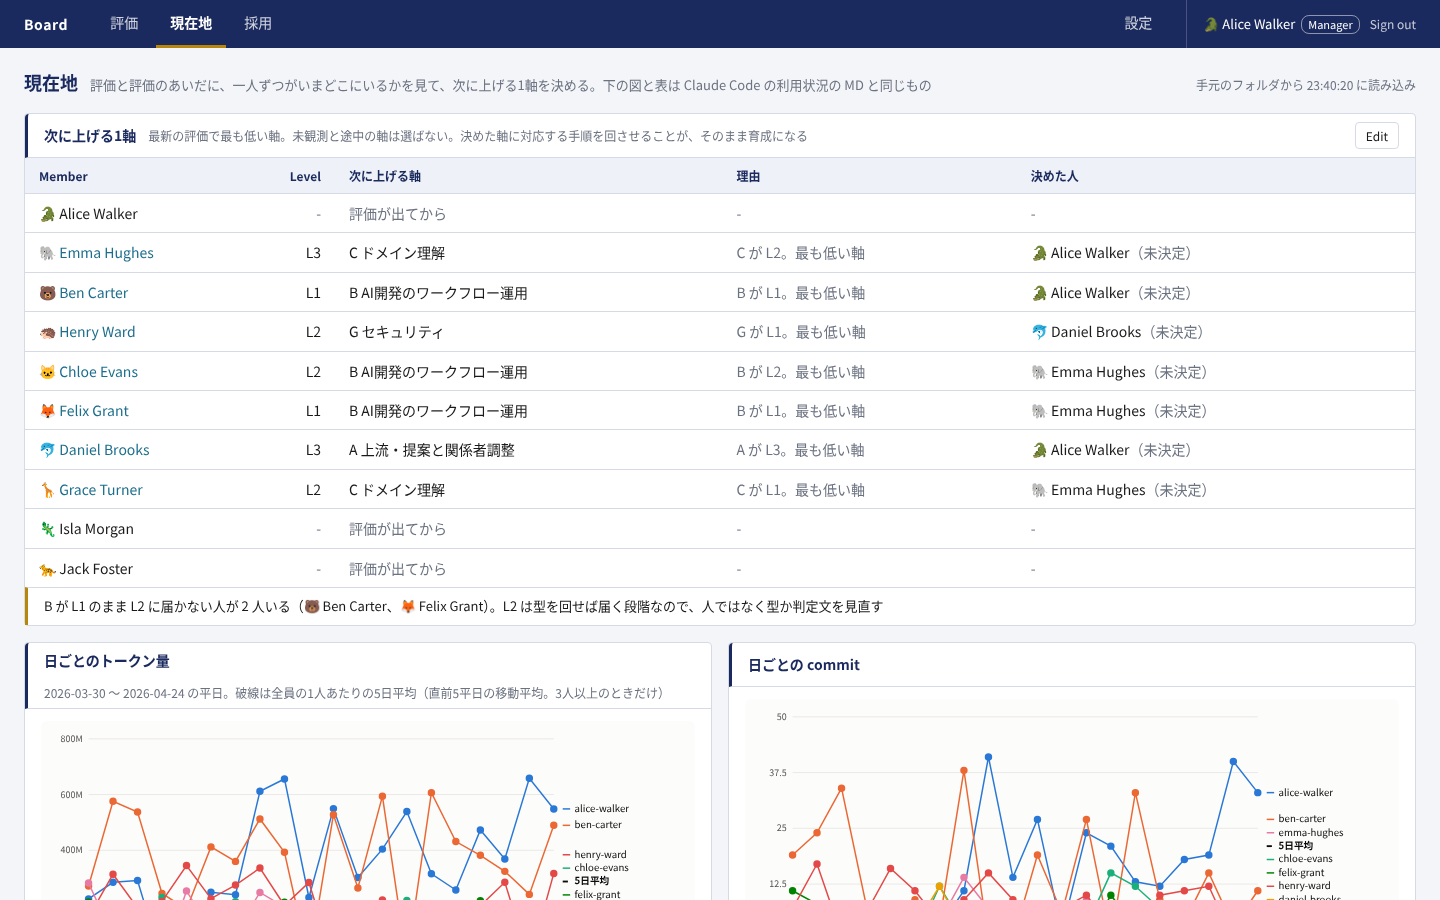 Board 評価 現在地 採用 設定 Alice Walker Manager Sign out
現在地 評価と評価のあいだに、一人ずつがいまどこにいるかを見て、次に上げる1軸を決める。下の図と表は Claude Code の利用状況の MD と同じもの 手元のフォルダから 23:40:20 に読み込み
次に上げる1軸 最新の評価で最も低い軸。未観測と途中の軸は選ばない。決めた軸に対応する手順を回させることが、そのまま育成になる Edit
Member Level 次に上げる軸 理由 決めた人
Alice Walker - 評価が出てから - -
Emma Hughes L3 C ドメイン理解 C が L2。最も低い軸 Alice Walker（未決定）
Ben Carter L1 B AI開発のワークフロー運用 B が L1。最も低い軸 Alice Walker（未決定）
Henry Ward L2 G セキュリティ G が L1。最も低い軸 Daniel Brooks（未決定）
Chloe Evans L2 B AI開発のワークフロー運用 B が L2。最も低い軸 Emma Hughes（未決定）
Felix Grant L1 B AI開発のワークフロー運用 B が L1。最も低い軸 Emma Hughes（未決定）
Daniel Brooks L3 A 上流・提案と関係者調整 A が L3。最も低い軸 Alice Walker（未決定）
Grace Turner L2 C ドメイン理解 C が L1。最も低い軸 Emma Hughes（未決定）
Isla Morgan - 評価が出てから - -
Jack Foster - 評価が出てから - -
B が L1 のまま L2 に届かない人が 2 人いる（Ben Carter、Felix Grant）。L2 は型を回せば届く段階なので、人ではなく型か判定文を見直す
日ごとのトークン量
2026-03-30 〜 2026-04-24 の平日。破線は全員の1人あたりの5日平均（直前5平日の移動平均。3人以上のときだけ）
800M
600M
400M
alice-walker
ben-carter
henry-ward
chloe-evans
5日平均
felix-grant
日ごとの commit
50
37.5
25
12.5
alice-walker
ben-carter
emma-hughes
5日平均
chloe-evans
felix-grant
henry-ward
daniel-brooks